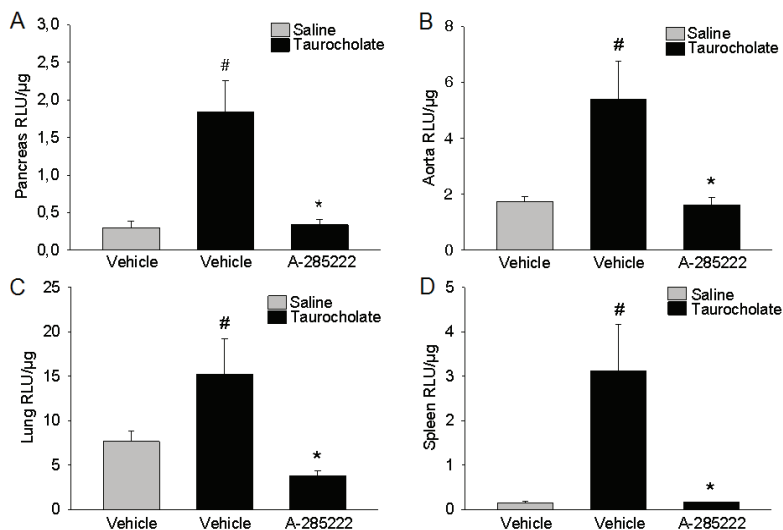 A
Saline
Taurocholate
Pancreas RLU/µg
3,0
2,5
2,0
1,5
1,0
0,5
0,0
#
*
Vehicle
Vehicle
A-285222
B
Saline
Taurocholate
Aorta RLU/µg
8
6
4
2
0
#
*
Vehicle
Vehicle
A-285222
C
Saline
Taurocholate
Lung RLU/µg
25
20
15
10
5
0
#
*
Vehicle
Vehicle
A-285222
D
Saline
Taurocholate
Spleen RLU/µg
5
4
3
2
1
0
#
*
Vehicle
Vehicle
A-285222